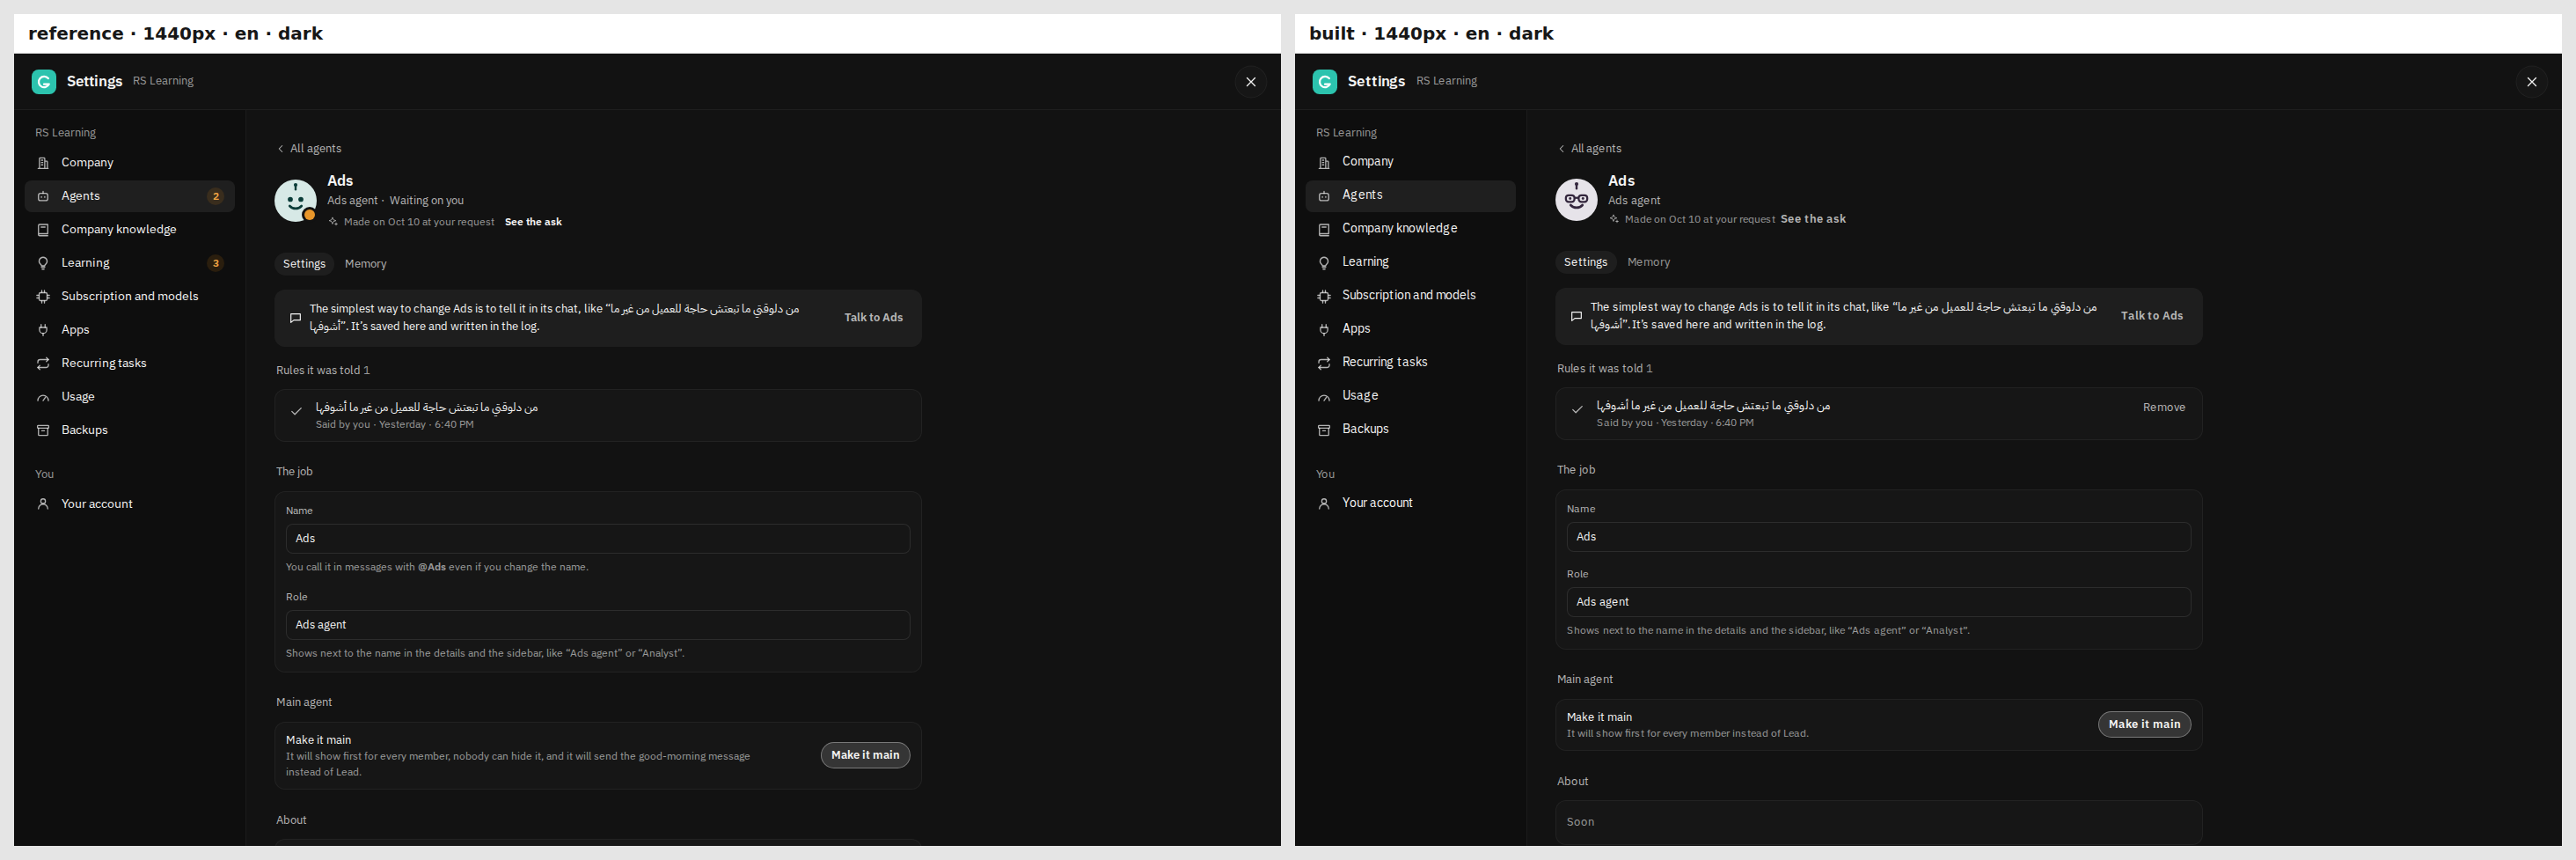 reference · 1440px · en · dark
Settings RS Learning
RS Learning
Company
Agents 2
Company knowledge
Learning 3
Subscription and models
Apps
Recurring tasks
Usage
Backups
You
Your account
All agents
Ads
Ads agent · Waiting on you
Made on Oct 10 at your request See the ask
Settings Memory
The simplest way to change Ads is to tell it in its chat, like “من دلوقتي ما تبعتش حاجة للعميل من غير ما
أشوفها”. It’s saved here and written in the log.
Talk to Ads
Rules it was told 1
من دلوقتي ما تبعتش حاجة للعميل من غير ما أشوفها
Said by you · Yesterday · 6:40 PM
The job
Name
Ads
You call it in messages with @Ads even if you change the name.
Role
Ads agent
Shows next to the name in the details and the sidebar, like “Ads agent” or “Analyst”.
Main agent
Make it main
It will show first for every member, nobody can hide it, and it will send the good-morning message
instead of Lead.
Make it main
About
built · 1440px · en · dark
Settings RS Learning
RS Learning
Company
Agents
Company knowledge
Learning
Subscription and models
Apps
Recurring tasks
Usage
Backups
You
Your account
All agents
Ads
Ads agent
Made on Oct 10 at your request See the ask
Settings Memory
The simplest way to change Ads is to tell it in its chat, like “من دلوقتي ما تبعتش حاجة للعميل من غير ما
أشوفها”. It’s saved here and written in the log.
Talk to Ads
Rules it was told 1
من دلوقتي ما تبعتش حاجة للعميل من غير ما أشوفها
Said by you · Yesterday · 6:40 PM
Remove
The job
Name
Ads
Role
Ads agent
Shows next to the name in the details and the sidebar, like “Ads agent” or “Analyst”.
Main agent
Make it main
It will show first for every member instead of Lead.
Make it main
About
Soon